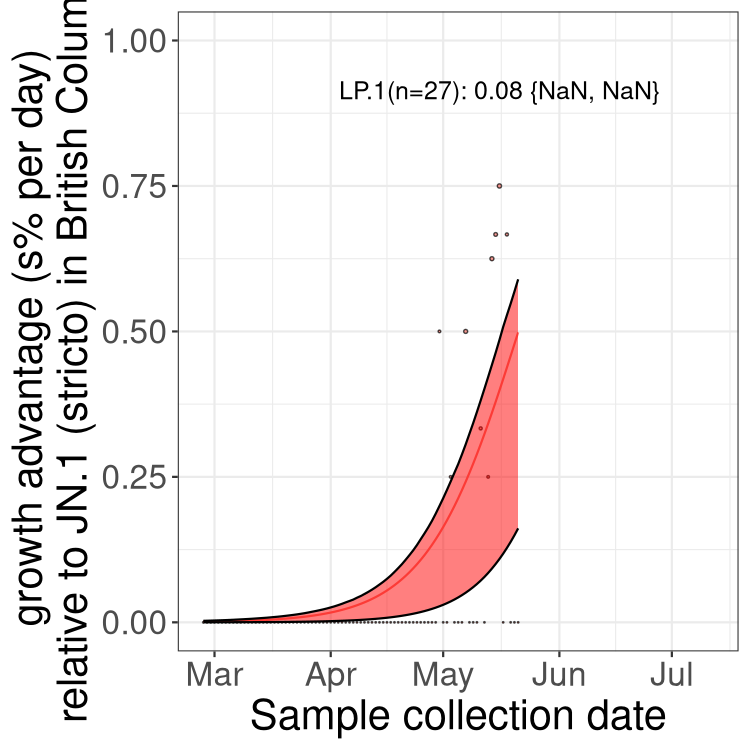 growth advantage (s% per day)
relative to JN.1 (stricto) in British Colum
1.00
0.75
0.50
0.25
0.00
LP.1(n=27): 0.08 {NaN, NaN}
Mar Apr May Jun Jul
Sample collection date